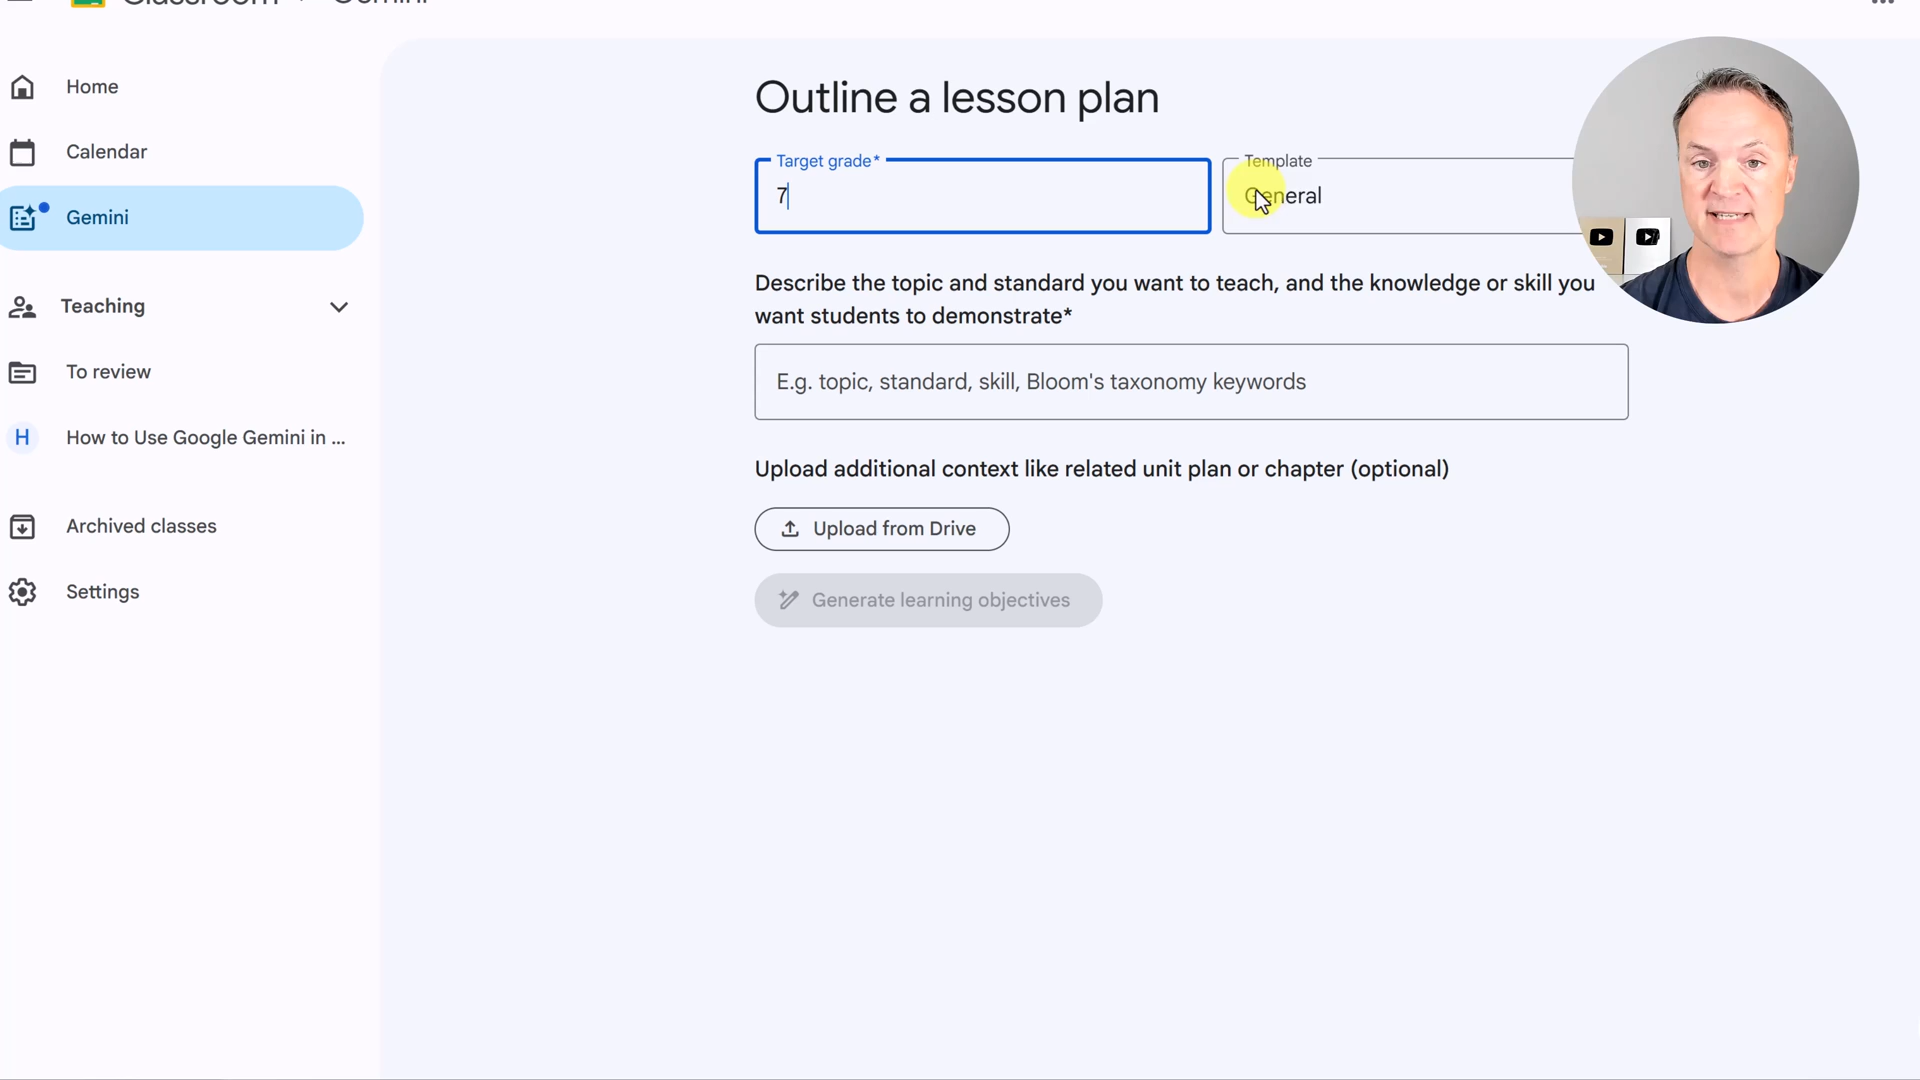 Classroom
Gemini
Home
Calendar
Gemini
Teaching
To review
H
How to Use Google Gemini in ...
Archived classes
Settings
Outline a lesson plan
Target grade*
7
Template
General
Describe the topic and standard you want to teach, and the knowledge or skill you
want students to demonstrate*
E.g. topic, standard, skill, Bloom's taxonomy keywords
Upload additional context like related unit plan or chapter (optional)
Upload from Drive
Generate learning objectives